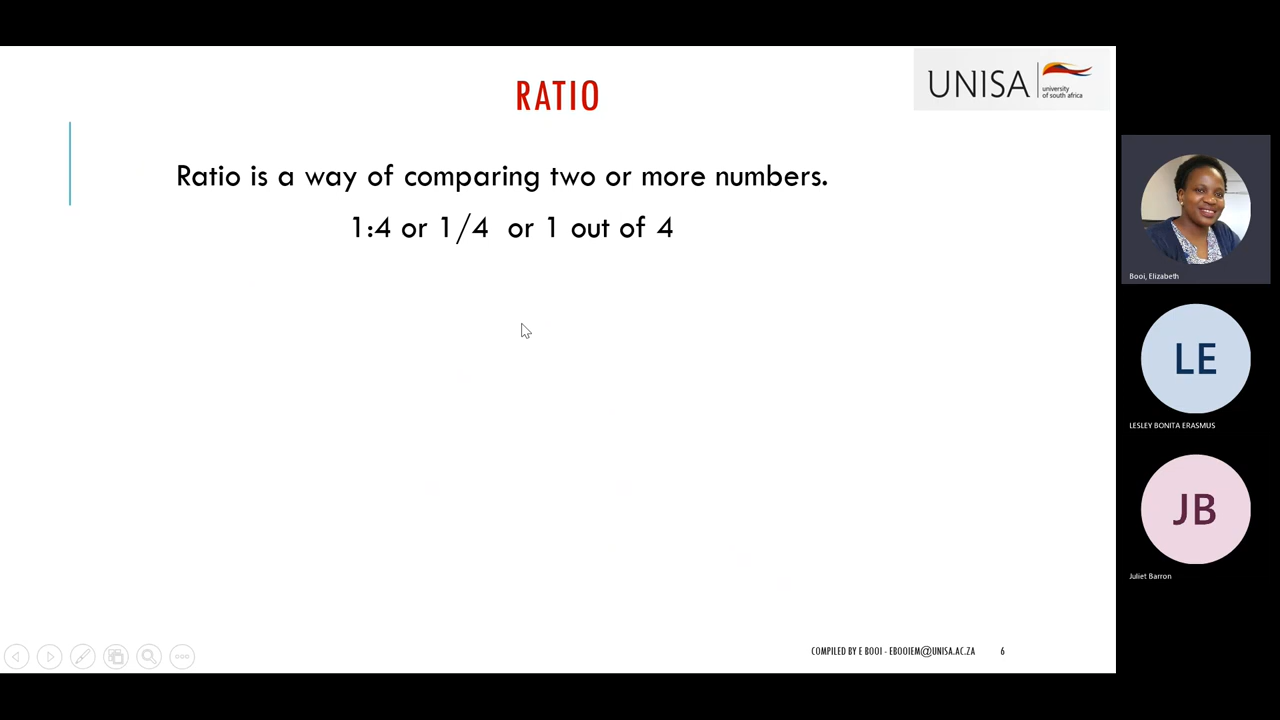 RATIO
UNISA
university
of south africa
Ratio is a way of comparing two or more numbers.
1:4 or 1/4 or 1 out of 4
Booi, Elizabeth
LE
LESLEY BONITA ERASMUS
JB
Juliet Barron
COMPILED BY E BOOI - EBOOIEM@UNISA.AC.ZA 6